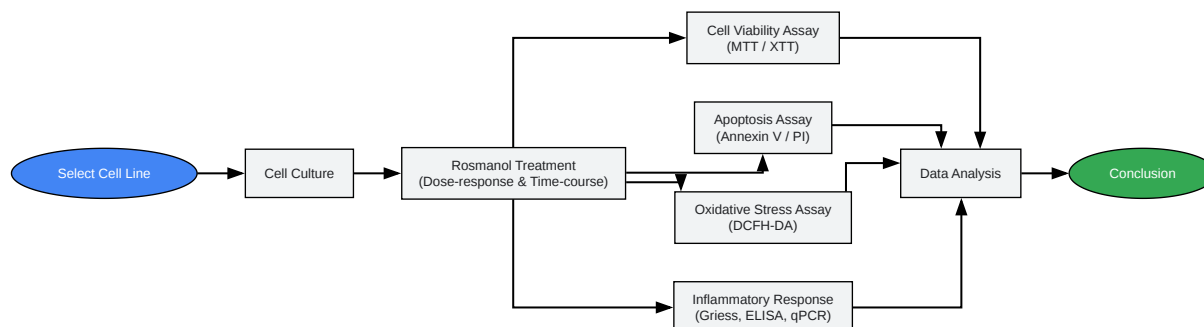 Select Cell Line
Cell Culture
Rosmanol Treatment
(Dose-response & Time-course)
Cell Viability Assay
(MTT / XTT)
Apoptosis Assay
(Annexin V / PI)
Oxidative Stress Assay
(DCFH-DA)
Inflammatory Response
(Griess, ELISA, qPCR)
Data Analysis
Conclusion